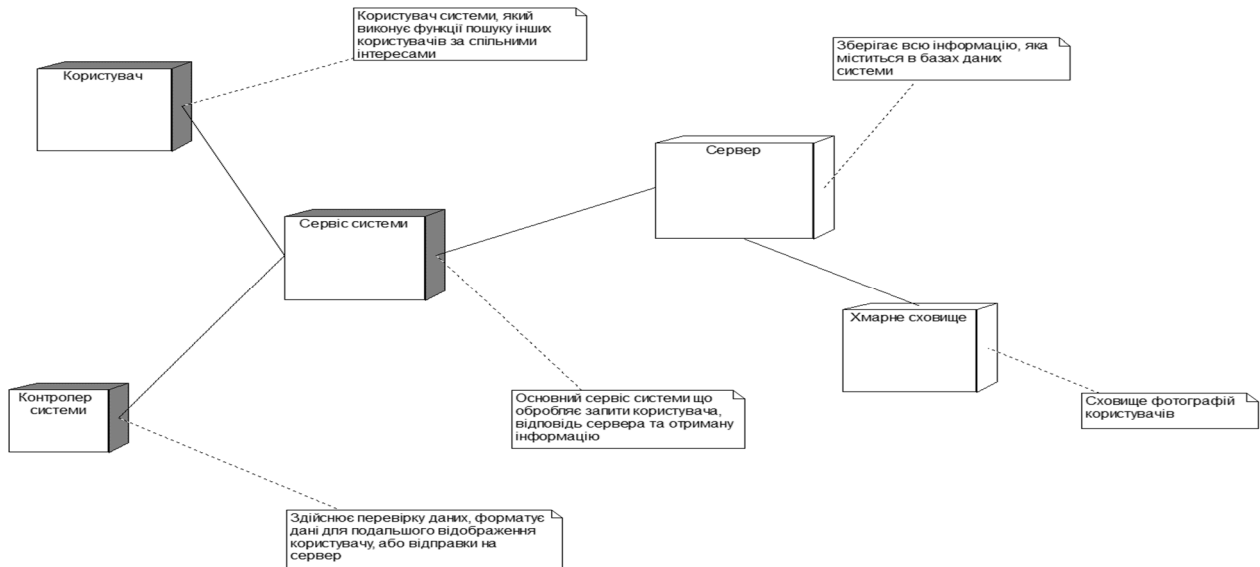 Користувач системи, який
виконує функції пошуку інших
користувачів за спільними
інтересами
Користувач
Зберігає всю інформацію, яка
міститься в базах даних
системи
Сервер
Сервіс системи
Хмарне сховище
Контролер
системи
Основний сервіс системи що
обробляє запити користувача,
відповідь сервера та отриману
інформацію
Сховище фотографій
користувачів
Здійснює перевірку даних, форматує
дані для подальшого відображення
користувачу, або відправки на
сервер